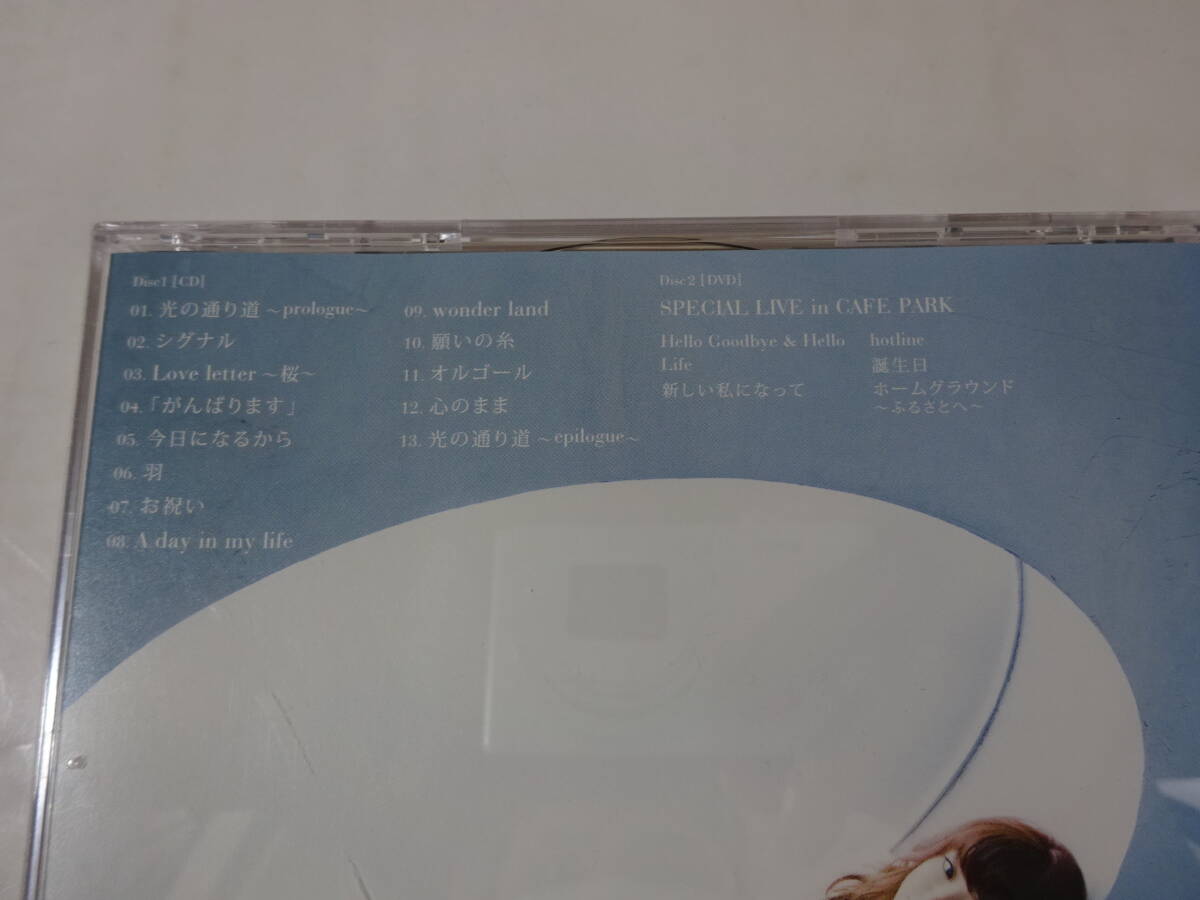 Disc1 [CD]
01. 光の通り道 ～prologue～
02. シグナル
03. Love letter ～桜～
04. 「がんばります」
05. 今日になるから
06. 羽
07. お祝い
08. A day in my life
09. wonder land
10. 願いの糸
11. オルゴール
12. 心のまま
13. 光の通り道 ～epilogue～
Disc2 [DVD]
SPECIAL LIVE in CAFE PARK
Hello Goodbye & Hello
Life
新しい私になって
hotline
誕生日
ホームグラウンド
～ふるさとへ～